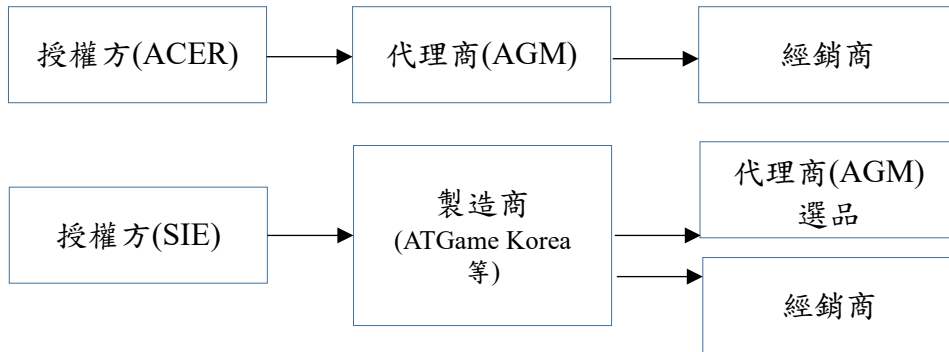 授權方(ACER)
代理商(AGM)
經銷商
授權方(SIE)
製造商
(ATGame Korea
等)
代理商(AGM)
選品
經銷商